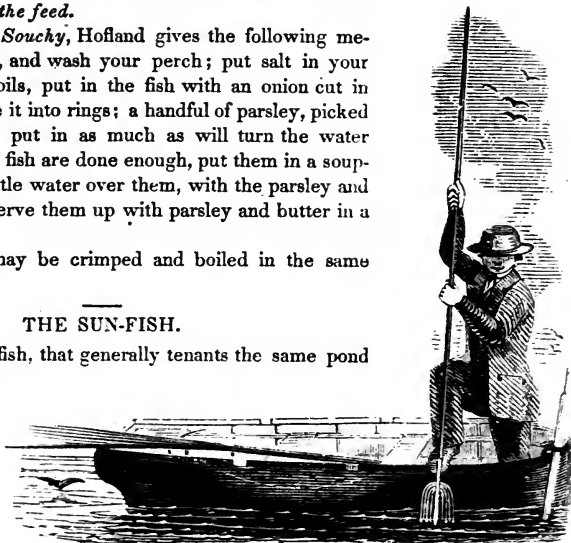 the feed.
Souchy, Hofland gives the following me-
, and wash your perch; put salt in your
oils, put in the fish with an onion cut in
e it into rings; a handful of parsley, picked
put in as much as will turn the water
fish are done enough, put them in a soup-
tle water over them, with the parsley and
erve them up with parsley and butter in a
nay be crimped and boiled in the same
THE SUN-FISH.
fish, that generally tenants the same pond